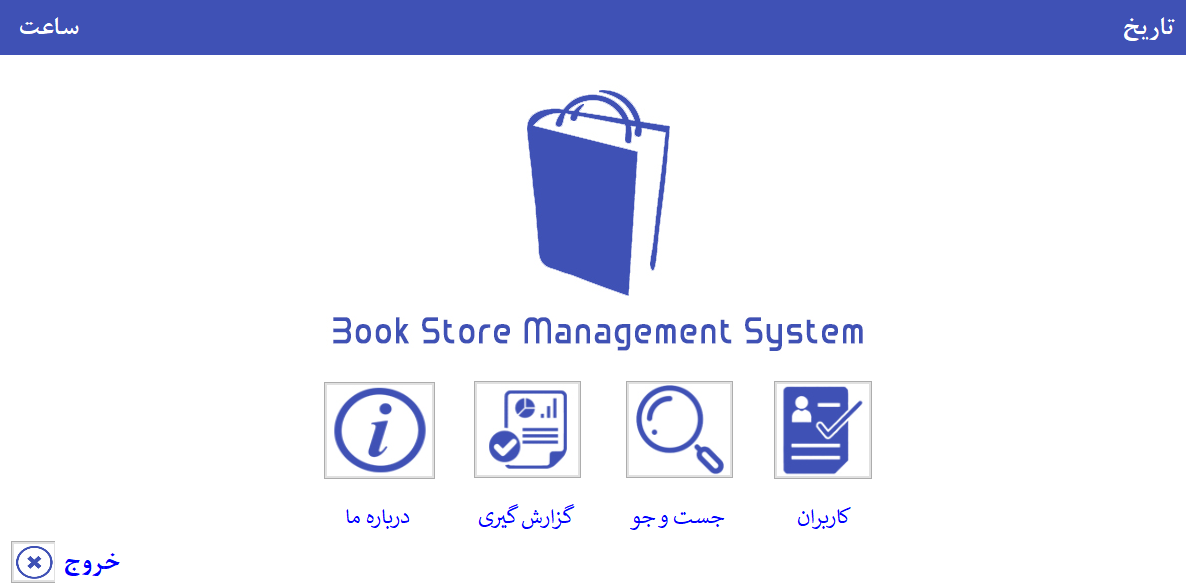 تاریخ
ساعت
Book Store Management System
کاربران
جست و جو
گزارش گیری
درباره ما
خروج